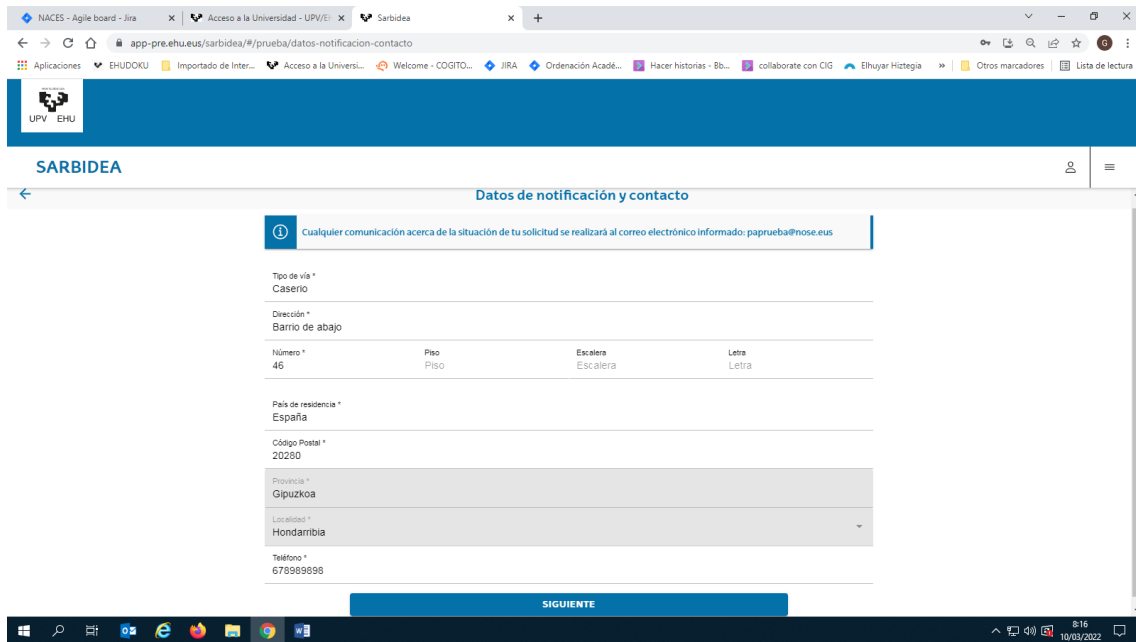 NACES - Agile board - Jira
Acceso a la Universidad - UPV/EH
Sarbidea
app-pre.ehu.eus/sarbidea/#/prueba/datos-notificacion-contacto
G
Aplicaciones EHUDOKU Importado de Inter... Acceso a la Universi... Welcome - COGITO... JIRA Ordenación Acadé... Hacer historias - Bb... collaborate con CIG Elhuyar Hiztegia » Otros marcadores Lista de lectura
UPV EHU
SARBIDEA
Datos de notificación y contacto
Cualquier comunicación acerca de la situación de tu solicitud se realizará al correo electrónico informado: paprueba@nose.eus
Tipo de vía *
Caserio
Dirección *
Barrio de abajo
Número * Piso Escalera Letra
46 Piso Escalera Letra
País de residencia *
España
Código Postal *
20280
Provincia *
Gipuzkoa
Localidad *
Hondarribia
Teléfono *
678989898
SIGUIENTE
8:16
10/03/2022